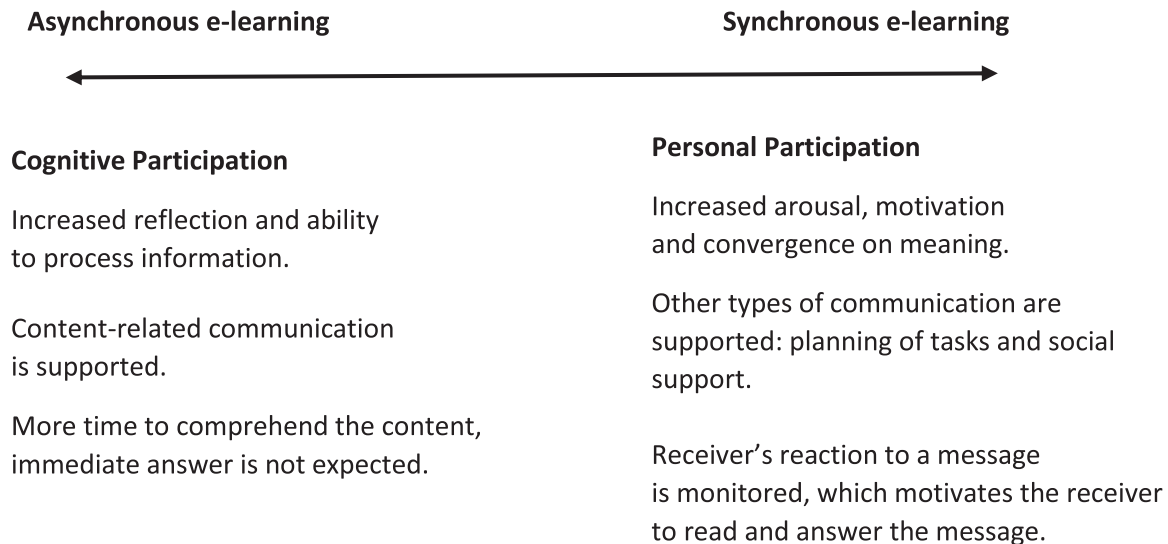 Asynchronous e-learning
Synchronous e-learning
Cognitive Participation
Increased reflection and ability
to process information.
Content-related communication
is supported.
More time to comprehend the content,
immediate answer is not expected.
Personal Participation
Increased arousal, motivation
and convergence on meaning.
Other types of communication are
supported: planning of tasks and social
support.
Receiver’s reaction to a message
is monitored, which motivates the receiver
to read and answer the message.